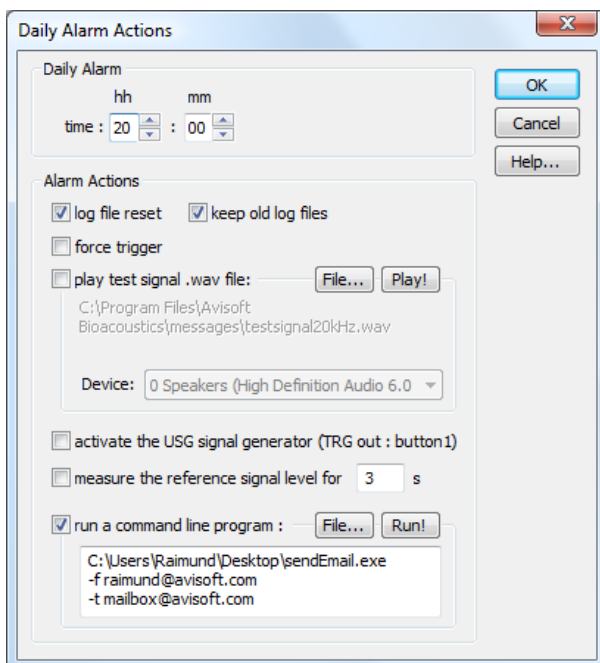 Daily Alarm Actions
Daily Alarm
hh mm
time : 20 : 00
OK
Cancel
Help...
Alarm Actions
log file reset keep old log files
force trigger
play test signal .wav file: File... Play!
C:\Program Files\Avisoft
Bioacoustics\messages\testsignal20kHz.wav
Device: 0 Speakers (High Definition Audio 6.0
activate the USG signal generator (TRG out : button1)
measure the reference signal level for 3 s
run a command line program : File... Run!
C:\Users\Raimund\Desktop\sendEmail.exe
-f raimund@avisoft.com
-t mailbox@avisoft.com